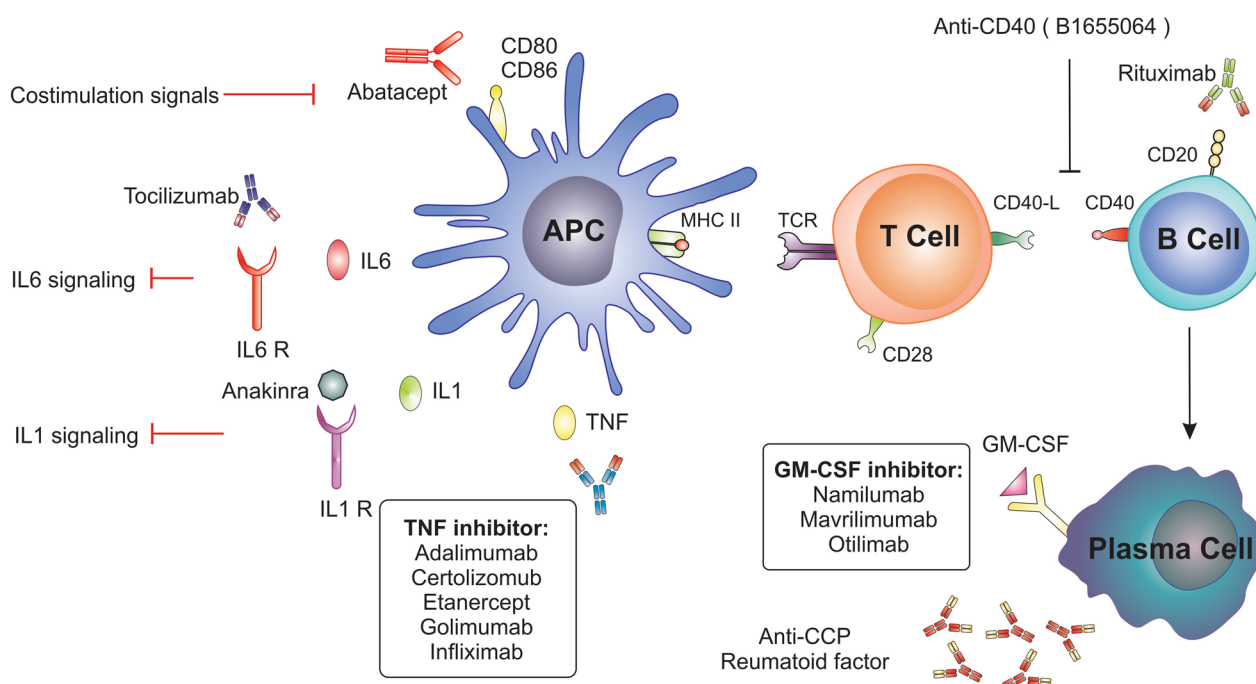 Anti-CD40 ( B1655064 )
CD80
CD86
Rituximab
Costimulation signals
Abatacept
CD20
Tocilizumab
MHC II
TCR
CD40-L
CD40
APC
T Cell
B Cell
IL6
IL6 signaling
IL6 R
CD28
Anakinra
IL1
TNF
IL1 signaling
GM-CSF
IL1 R
TNF inhibitor:
Adalimumab
Certolizomub
Etanercept
Golimumab
Infliximab
GM-CSF inhibitor:
Namilumab
Mavrilimumab
Otilimab
Plasma Cell
Anti-CCP
Reumatoid factor